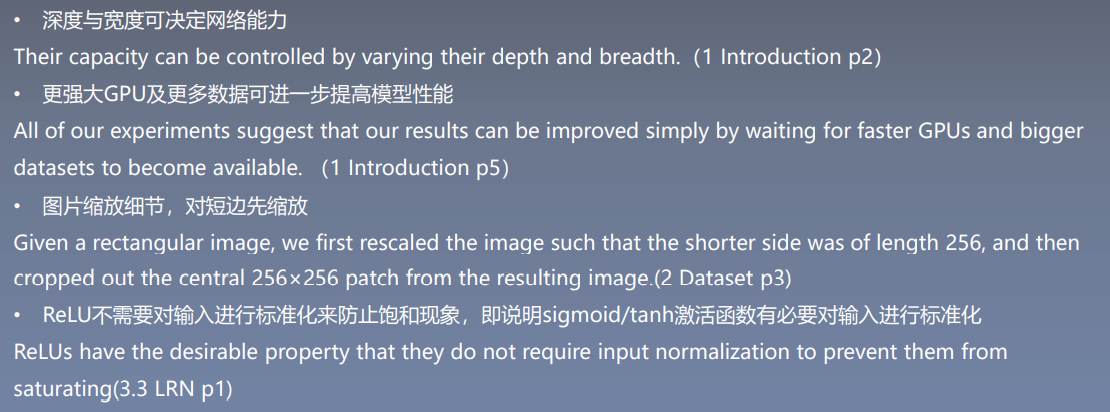 • 深度与宽度可决定网络能力
Their capacity can be controlled by varying their depth and breadth.（1 Introduction p2）
• 更强大GPU及更多数据可进一步提高模型性能
All of our experiments suggest that our results can be improved simply by waiting for faster GPUs and bigger
datasets to become available. （1 Introduction p5）
• 图片缩放细节，对短边先缩放
Given a rectangular image, we first rescaled the image such that the shorter side was of length 256, and then
cropped out the central 256×256 patch from the resulting image.(2 Dataset p3)
• ReLU不需要对输入进行标准化来防止饱和现象，即说明sigmoid/tanh激活函数有必要对输入进行标准化
ReLUs have the desirable property that they do not require input normalization to prevent them from
saturating(3.3 LRN p1)